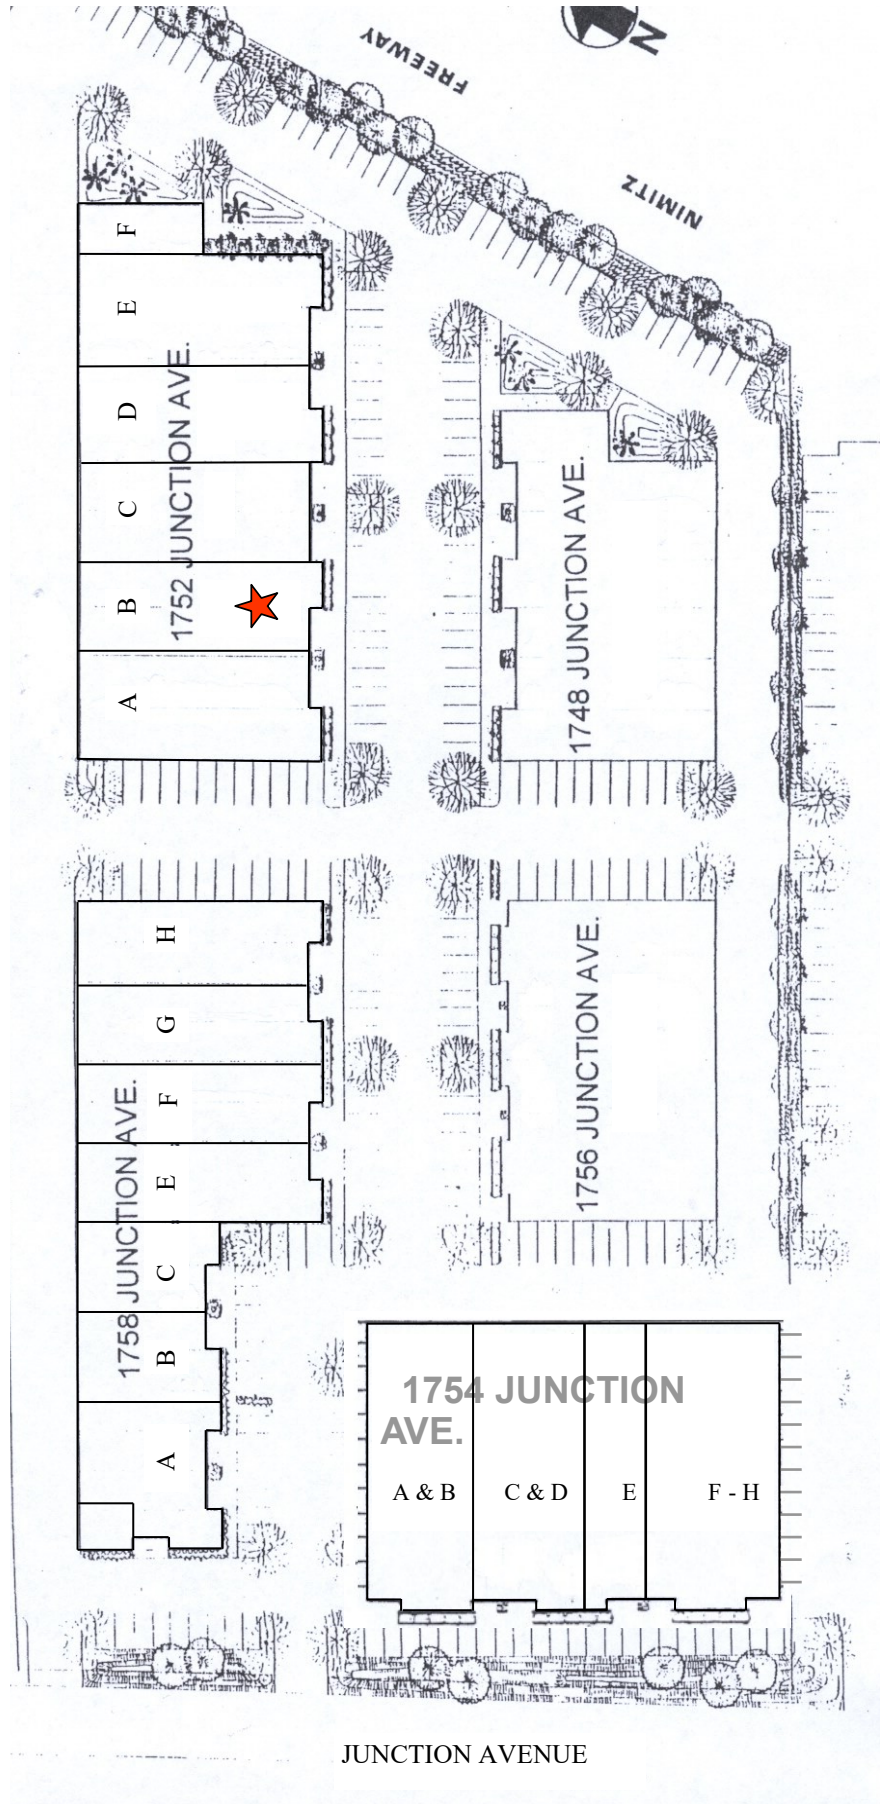 N
FREEWAY
NIMITZ
F
E
D
C
B
A
1752 JUNCTION AVE.
1748 JUNCTION AVE.
H
G
F
E
C
B
A
1758 JUNCTION AVE.
1756 JUNCTION AVE.
1754 JUNCTION
AVE.
A & B C & D E F - H
JUNCTION AVENUE